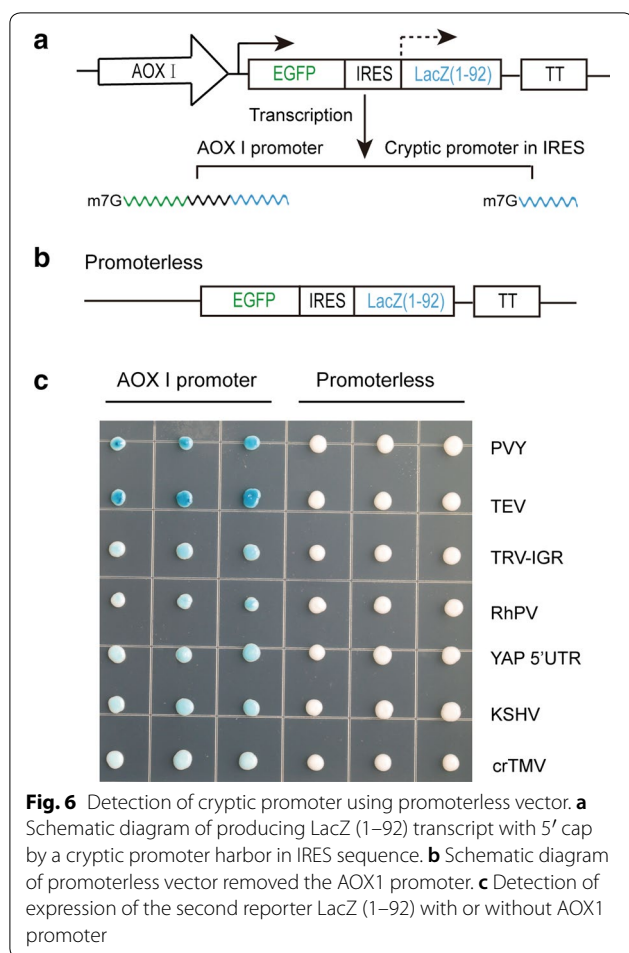 a
AOX I
EGFP
IRES
LacZ(1-92)
TT
Transcription
AOX I promoter
Cryptic promoter in IRES
m7G
m7G
b
Promoterless
EGFP
IRES
LacZ(1-92)
TT
c
AOX I promoter
Promoterless
PVY
TEV
TRV-IGR
RhPV
YAP 5'UTR
KSHV
crTMV
Fig. 6 Detection of cryptic promoter using promoterless vector. a
Schematic diagram of producing LacZ (1–92) transcript with 5′ cap
by a cryptic promoter harbor in IRES sequence. b Schematic diagram
of promoterless vector removed the AOX1 promoter. c Detection of
expression of the second reporter LacZ (1–92) with or without AOX1
promoter